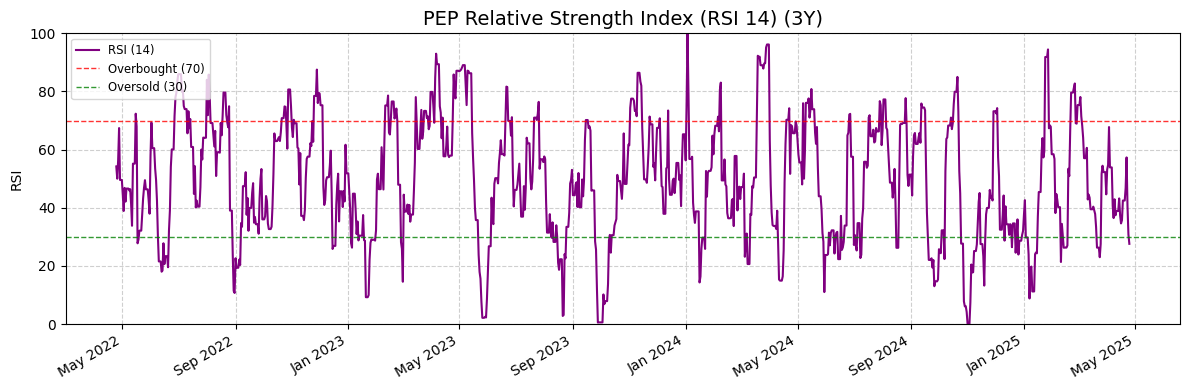 PEP Relative Strength Index (RSI 14) (3Y)
RSI (14)
Overbought (70)
Oversold (30)
RSI
100
80
60
40
20
0
May 2022
Sep 2022
Jan 2023
May 2023
Sep 2023
Jan 2024
May 2024
Sep 2024
Jan 2025
May 2025